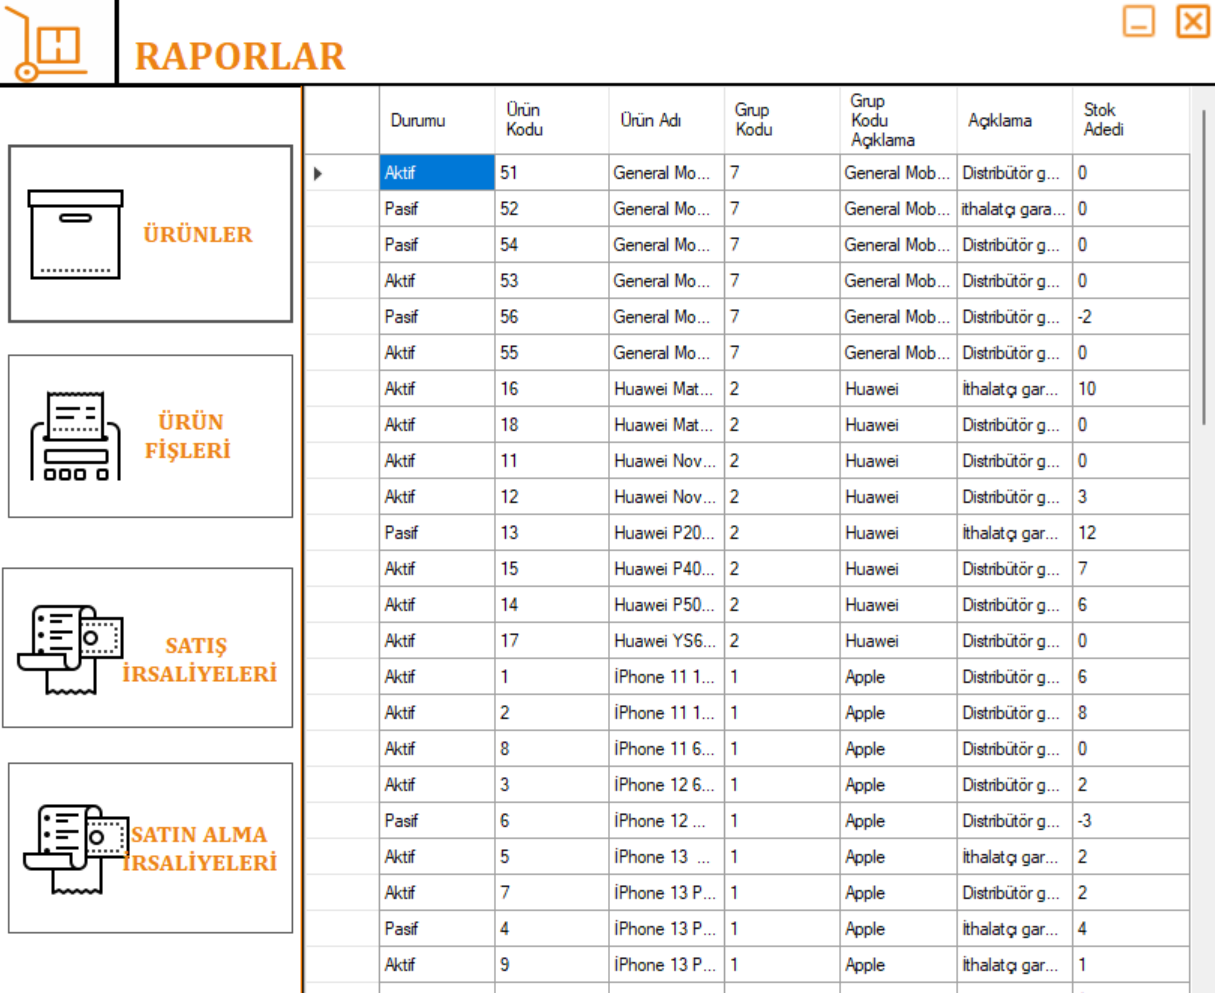 RAPORLAR
ÜRÜNLER
ÜRÜN
FİŞLERİ
SATIŞ
İRSALİYELERİ
SATIN ALMA
İRSALİYELERİ
Durumu Ürün Kodu Ürün Adı Grup Kodu Grup Kodu Açıklama Açıklama Stok Adedi
Aktif 51 General Mo... 7 General Mob... Distribütör g... 0
Pasif 52 General Mo... 7 General Mob... ithalatçı gara... 0
Pasif 54 General Mo... 7 General Mob... Distribütör g... 0
Aktif 53 General Mo... 7 General Mob... Distribütör g... 0
Pasif 56 General Mo... 7 General Mob... Distribütör g... -2
Aktif 55 General Mo... 7 General Mob... Distribütör g... 0
Aktif 16 Huawei Mat... 2 Huawei İthalatçı gar... 10
Aktif 18 Huawei Mat... 2 Huawei Distribütör g... 0
Aktif 11 Huawei Nov... 2 Huawei Distribütör g... 0
Aktif 12 Huawei Nov... 2 Huawei Distribütör g... 3
Pasif 13 Huawei P20... 2 Huawei İthalatçı gar... 12
Aktif 15 Huawei P40... 2 Huawei Distribütör g... 7
Aktif 14 Huawei P50... 2 Huawei Distribütör g... 6
Aktif 17 Huawei YS6... 2 Huawei Distribütör g... 0
Aktif 1 İPhone 11 1... 1 Apple Distribütör g... 6
Aktif 2 İPhone 11 1... 1 Apple Distribütör g... 8
Aktif 8 İPhone 11 6... 1 Apple Distribütör g... 0
Aktif 3 İPhone 12 6... 1 Apple Distribütör g... 2
Pasif 6 İPhone 12 ... 1 Apple Distribütör g... -3
Aktif 5 İPhone 13 ... 1 Apple İthalatçı gar... 2
Aktif 7 İPhone 13 P... 1 Apple Distribütör g... 2
Pasif 4 İPhone 13 P... 1 Apple İthalatçı gar... 4
Aktif 9 İPhone 13 P... 1 Apple İthalatçı gar... 1